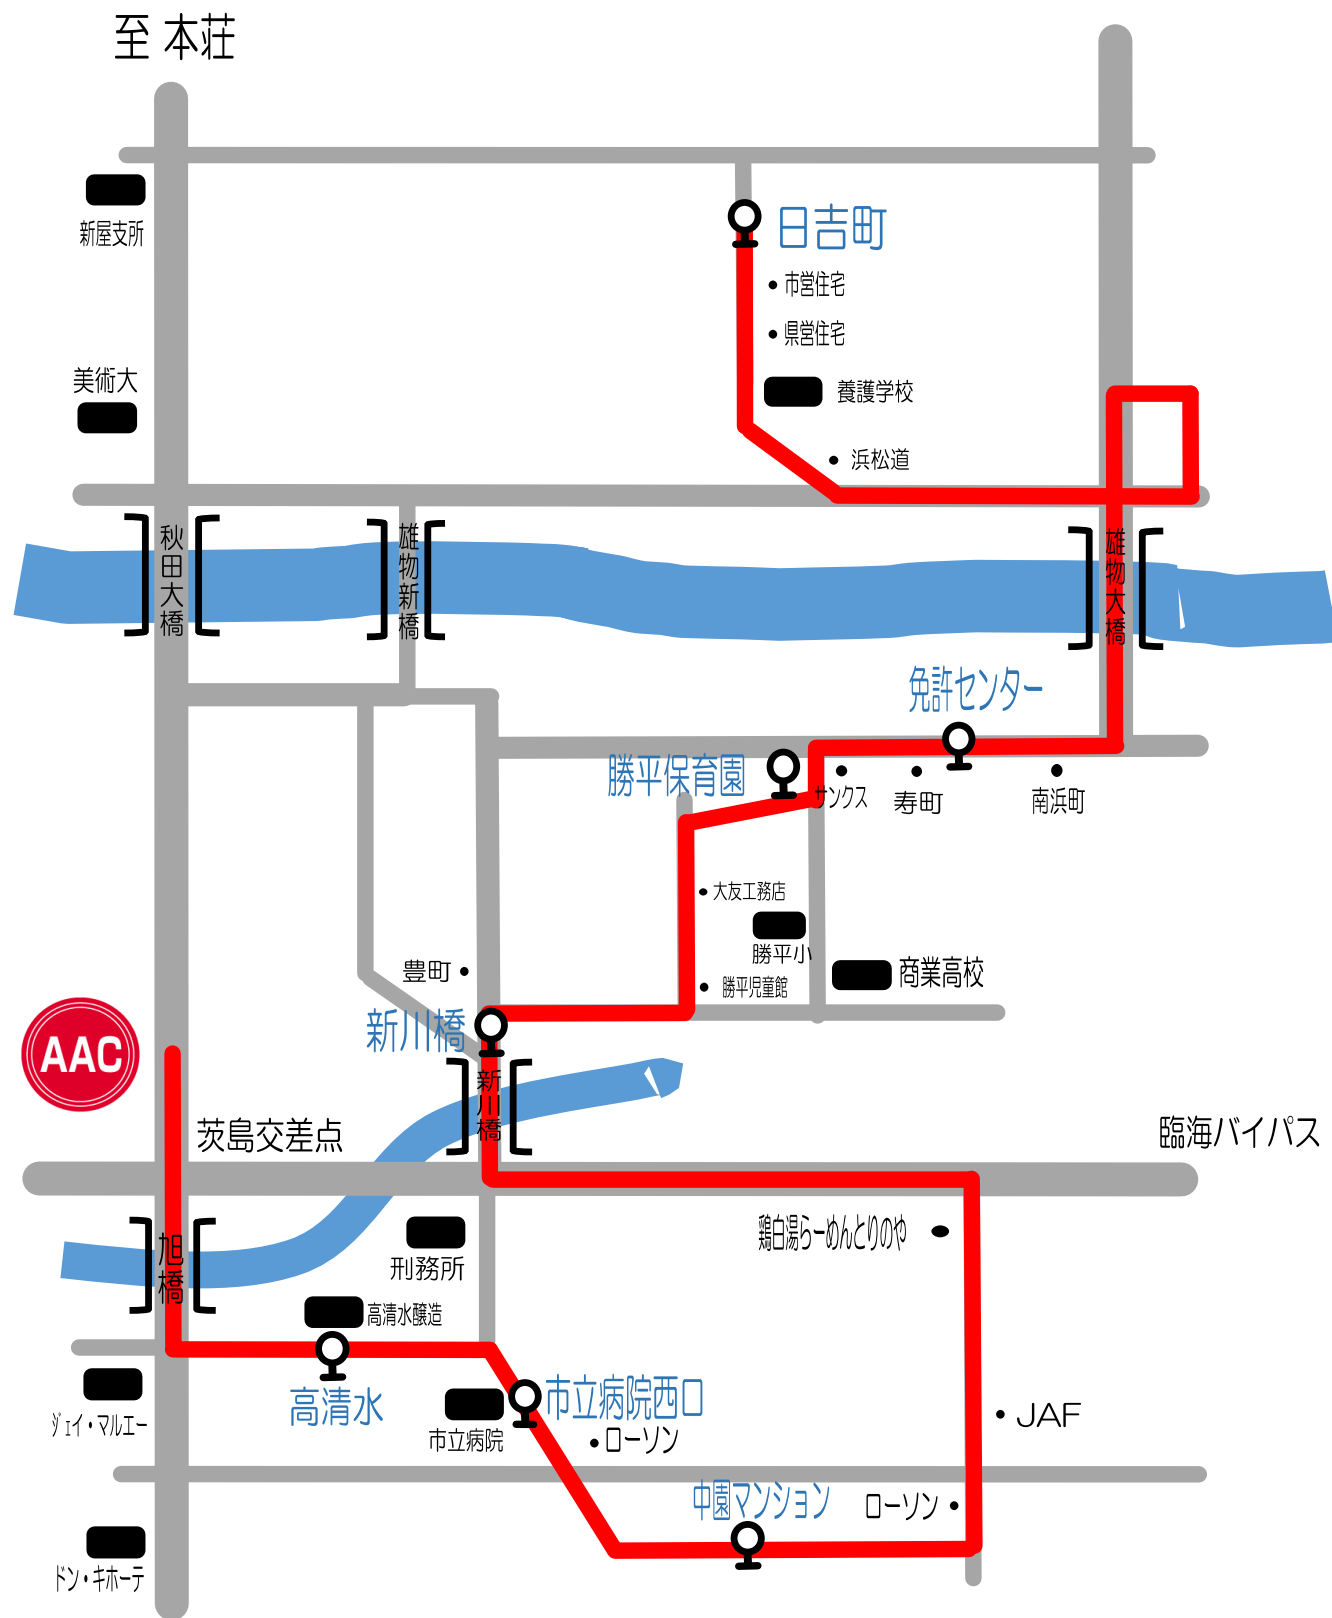 至 本荘
新屋支所
日吉町
市営住宅
県営住宅
美術大
養護学校
浜松道
秋田大橋
雄物新橋
雄物大橋
免許センター
勝平保育園
サンクス
寿町
南浜町
大友工務店
勝平小
豊町
商業高校
勝平児童館
新川橋
AAC
新川橋
茨島交差点
臨海バイパス
鶏白湯らーめんとりのや
旭橋
刑務所
高清水醸造
高清水
市立病院西口
ジェイ・マルエー
市立病院
ローソン
JAF
中園マンション
ローソン
ドン・キホーテ